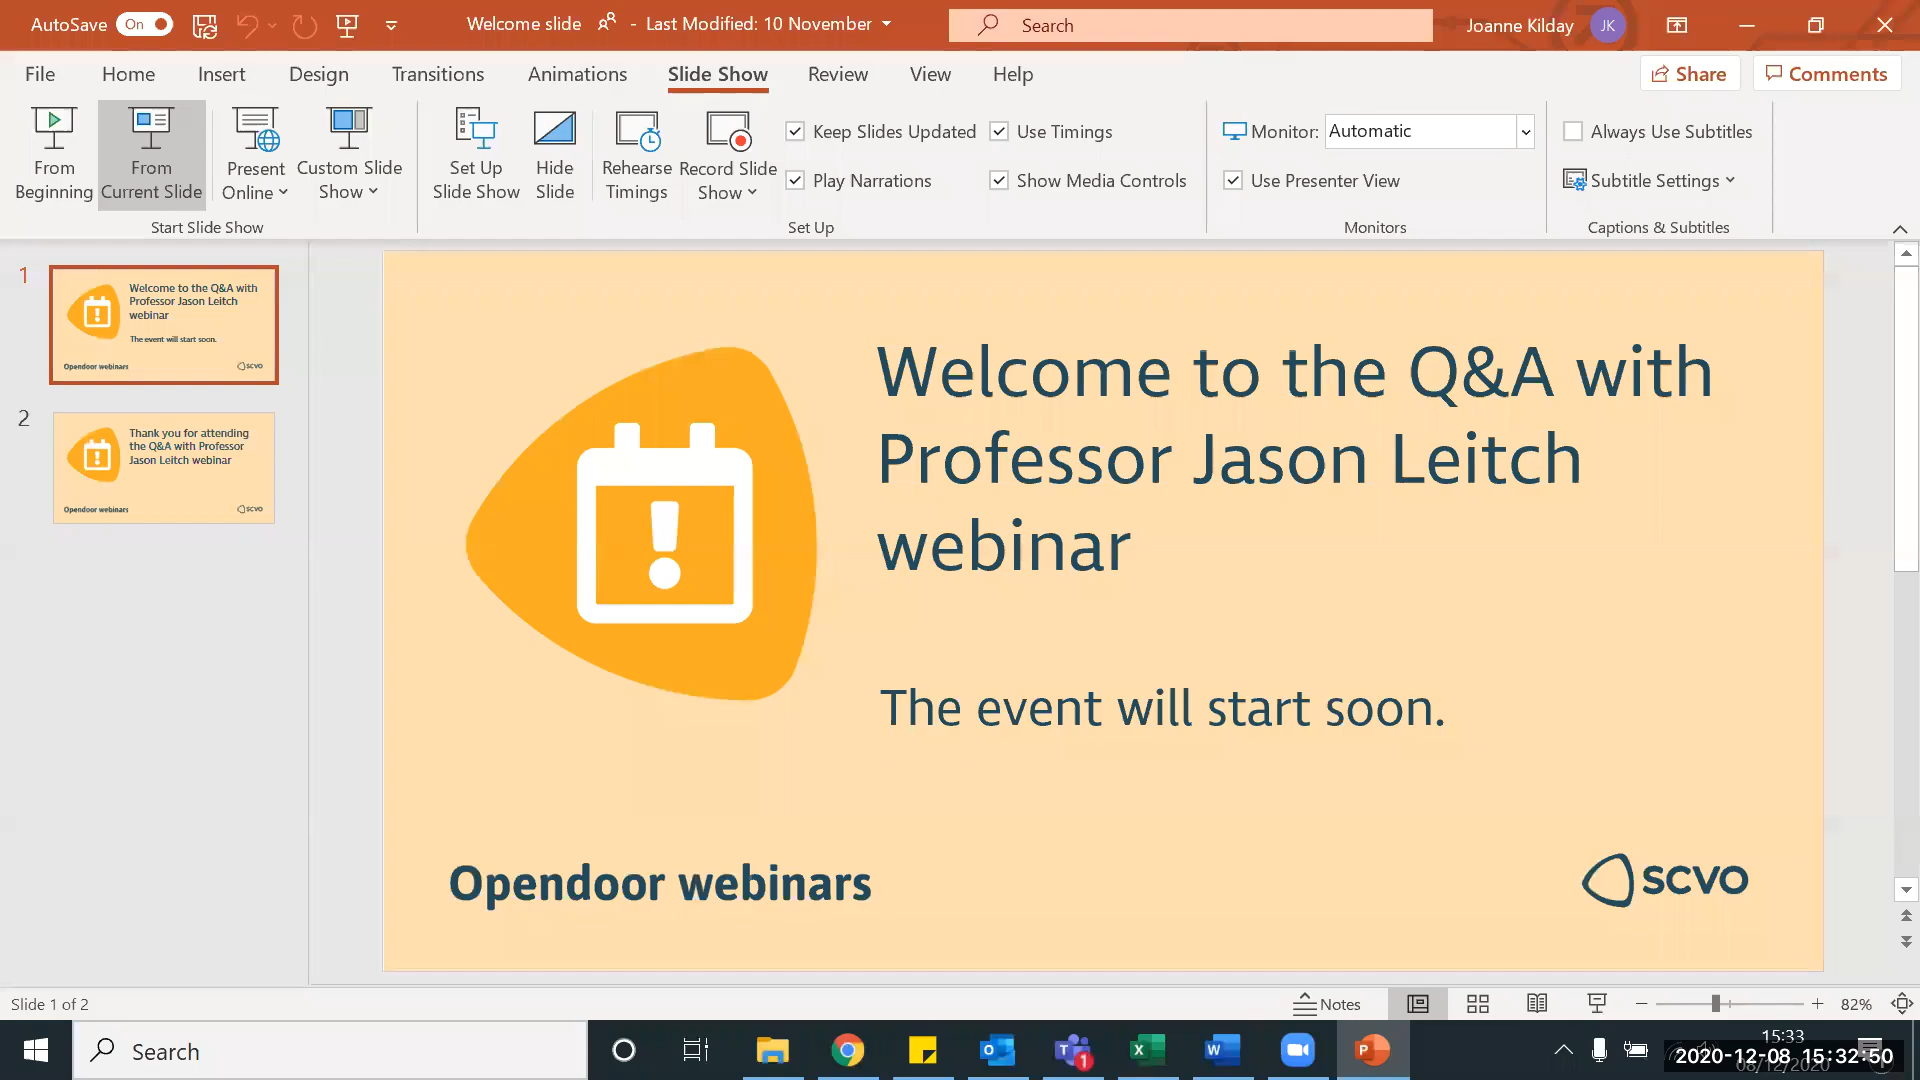 AutoSave On Welcome slide - Last Modified: 10 November Search Joanne Kilday JK
File Home Insert Design Transitions Animations Slide Show Review View Help Share Comments
From Beginning
From Current Slide
Present Online
Custom Slide Show
Set Up Slide Show
Hide Slide
Rehearse Timings
Record Slide Show
Keep Slides Updated
Use Timings
Play Narrations
Show Media Controls
Monitor: Automatic
Use Presenter View
Always Use Subtitles
Subtitle Settings
Start Slide Show Set Up Monitors Captions & Subtitles
1
Welcome to the Q&A with
Professor Jason Leitch
webinar
The event will start soon.
Opendoor webinars scvo
2
Thank you for attending
the Q&A with Professor
Jason Leitch webinar
Opendoor webinars scvo
Welcome to the Q&A with
Professor Jason Leitch
webinar
The event will start soon.
Opendoor webinars scvo
Slide 1 of 2 Notes 82%
Search
15:33
2020-12-08 15:32:50
08/12/2020